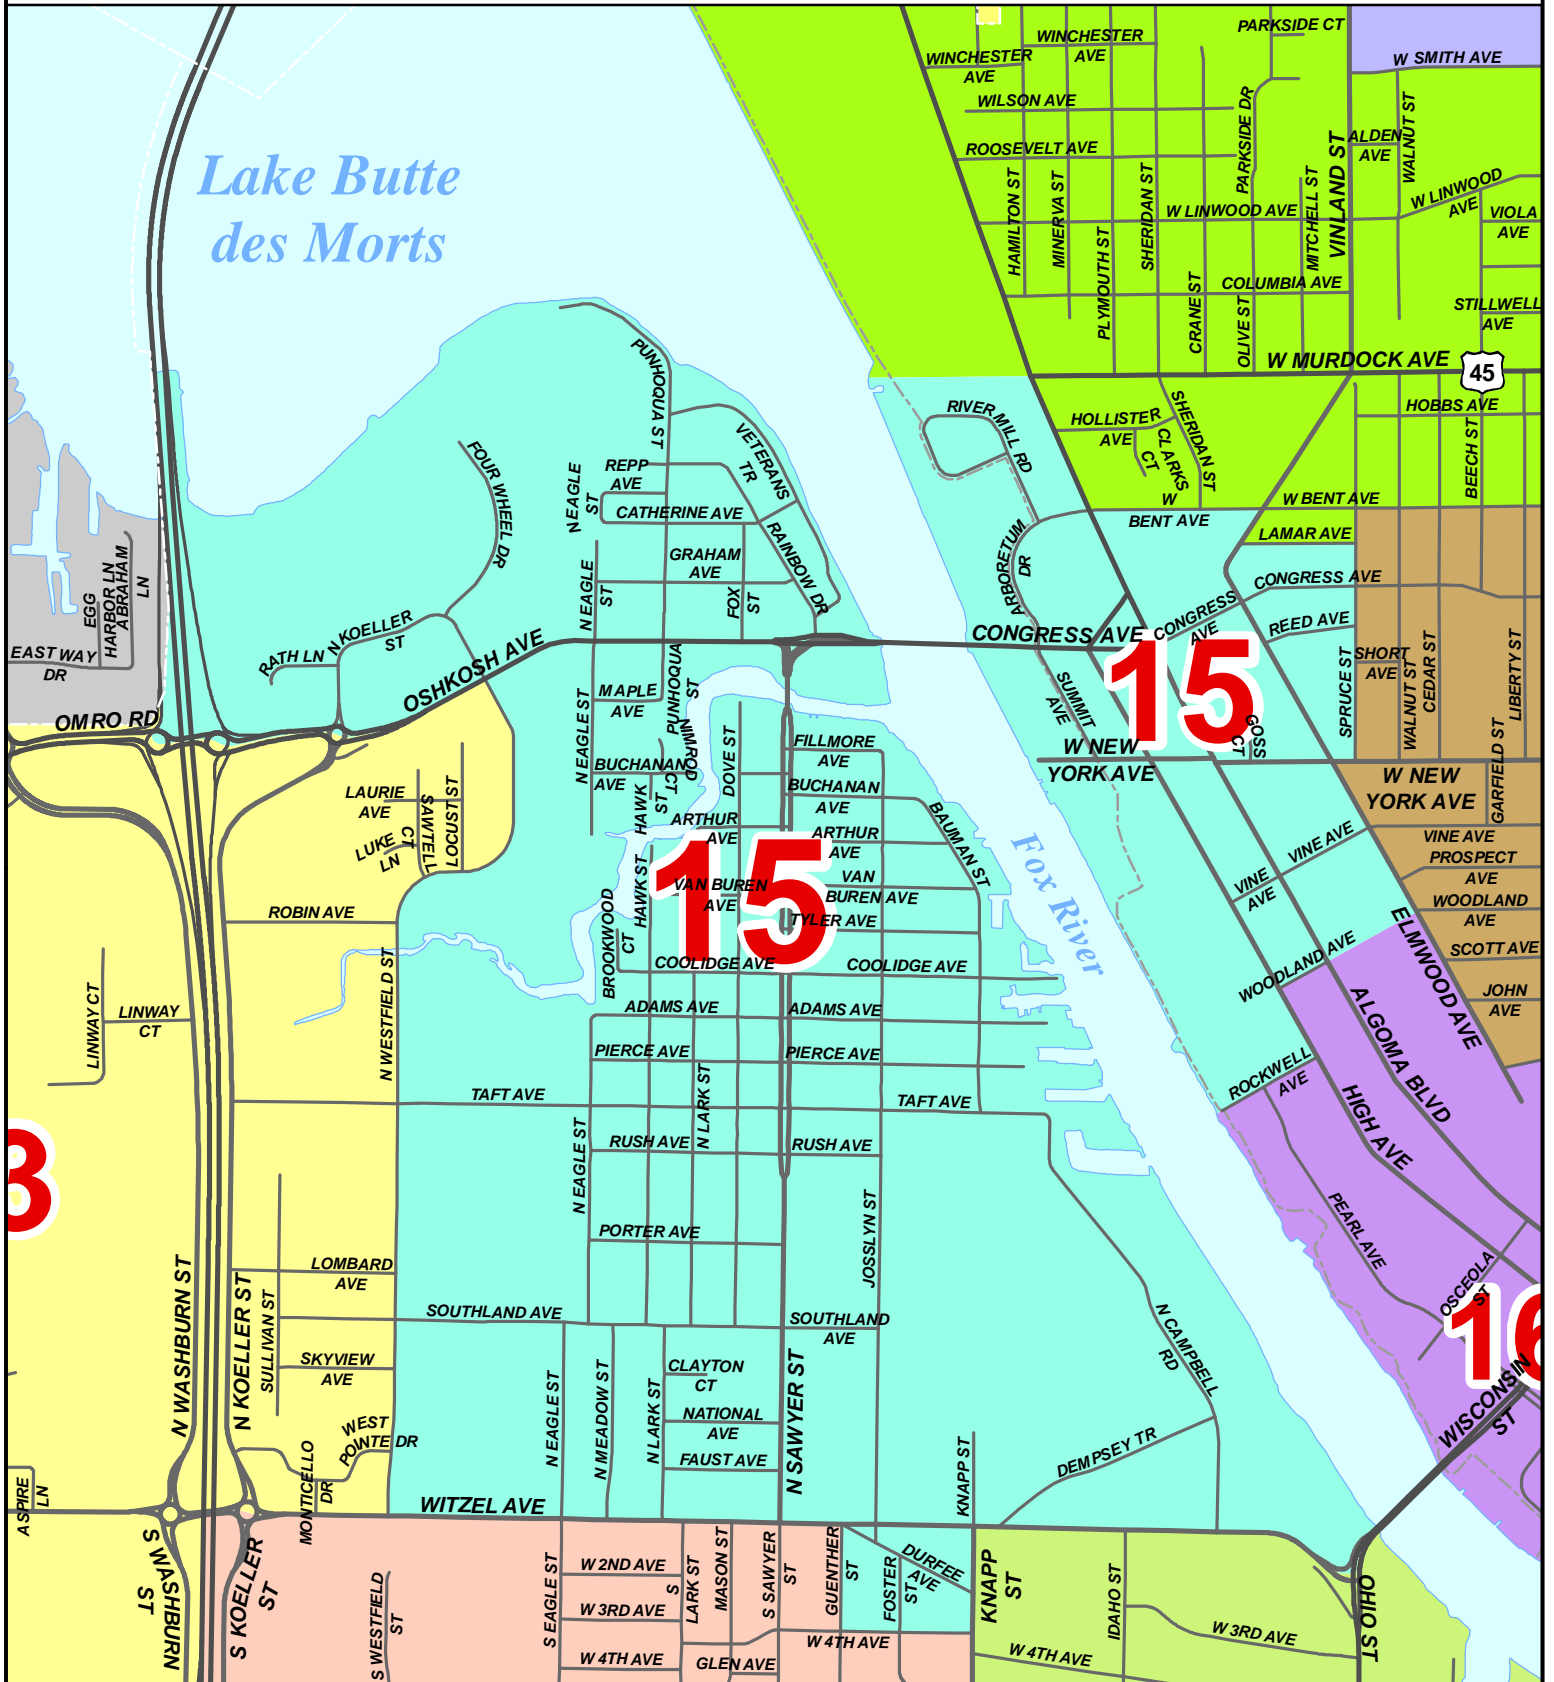 PARKSIDE CT
WINCHESTER
AVE
WINCHESTER
AVE
W SMITH AVE
WILSON AVE
PARKSIDE DR
WALNUT ST
ALDEN
AVE
ROOSEVELT AVE
VINLAND ST
Lake Butte
des Morts
HAMILTON ST
MINERVA ST
SHERIDAN ST
MITCHELL ST
W LINWOOD
AVE
W LINWOOD AVE
VIOLA
AVE
PLYMOUTH ST
CRANE ST
COLUMBIA AVE
OLIVE ST
STILLWELL
AVE
W MURDOCK AVE
45
PUNHOQUA ST
RIVER MILL RD
HOLLISTER
AVE
SHERIDAN ST
CLARKS
CT
HOBBS AVE
BEECH ST
VETERANS
TR
FOUR WHEEL DR
REPP
AVE
N EAGLE
ST
CATHERINE AVE
W
BENT AVE
W BENT AVE
LAMAR AVE
RAINBOW DR
GRAHAM
AVE
ARBORETUM
DR
EGG
HARBOR LN
ABRAHAM
LN
N EAGLE
ST
FOX
ST
CONGRESS AVE
CONGRESS
AVE
CONGRESS AVE
REED AVE
EAST WAY
DR
RATH LN
N KOELLER
ST
OSHKOSH AVE
PUNHOQUA
ST
15
SHORT
AVE
SPRUCE ST
WALNUT ST
CEDAR ST
LIBERTY ST
OMRO RD
N EAGLE ST
MAPLE
AVE
NIMROD
CT
DOVE ST
SUMMIT
AVE
GOSS
CT
FILLMORE
AVE
W NEW
YORK AVE
W NEW
YORK AVE
GARFIELD ST
BUCHANAN
AVE
BUCHANAN
AVE
LAURIE
AVE
SAWTELL
CT
LOCUST ST
LUKE
LN
HAWK
ST
ARTHUR
AVE
ARTHUR
AVE
BAUMAN ST
VINE AVE
VINE AVE
VINE
AVE
PROSPECT
AVE
Fox River
15
VAN BUREN
AVE
VAN
BUREN AVE
HAWK ST
WOODLAND
AVE
ROBIN AVE
BROOKWOOD
CT
TYLER AVE
ELMWOOD AVE
SCOTT AVE
WOODLAND AVE
COOLIDGE AVE
COOLIDGE AVE
LINWAY CT
LINWAY
CT
N WESTFIELD ST
ADAMS AVE
ADAMS AVE
JOHN
AVE
ALGOMA BLVD
PIERCE AVE
PIERCE AVE
ROCKWELL
AVE
TAFT AVE
TAFT AVE
N LARK ST
HIGH AVE
N EAGLE ST
RUSH AVE
RUSH AVE
3
PORTER AVE
JOSSLYN ST
PEARL AVE
OSCEOLA
ST
N WASHBURN ST
N KOELLER ST
LOMBARD
AVE
SULLIVAN ST
SOUTHLAND AVE
SOUTHLAND
AVE
N CAMPBELL
RD
16
SKYVIEW
AVE
CLAYTON
CT
N EAGLE ST
N MEADOW ST
N LARK ST
N SAWYER ST
NATIONAL
AVE
FAUST AVE
WISCONSIN
ST
WEST
POINTE DR
MONTICELLO
DR
KNAPP ST
DEMPSEY TR
ASPIRE
LN
WITZEL AVE
S WASHBURN
ST
S KOELLER
ST
S WESTFIELD
ST
S EAGLE ST
W 2ND AVE
S
LARK ST
MASON ST
S SAWYER
ST
GUENTHER
ST
FOSTER
ST
DURFEE
AVE
KNAPP
ST
IDAHO ST
OHIO ST
W 3RD AVE
W 3RD AVE
W 4TH AVE
GLEN AVE
W 4TH AVE
W 4TH AVE